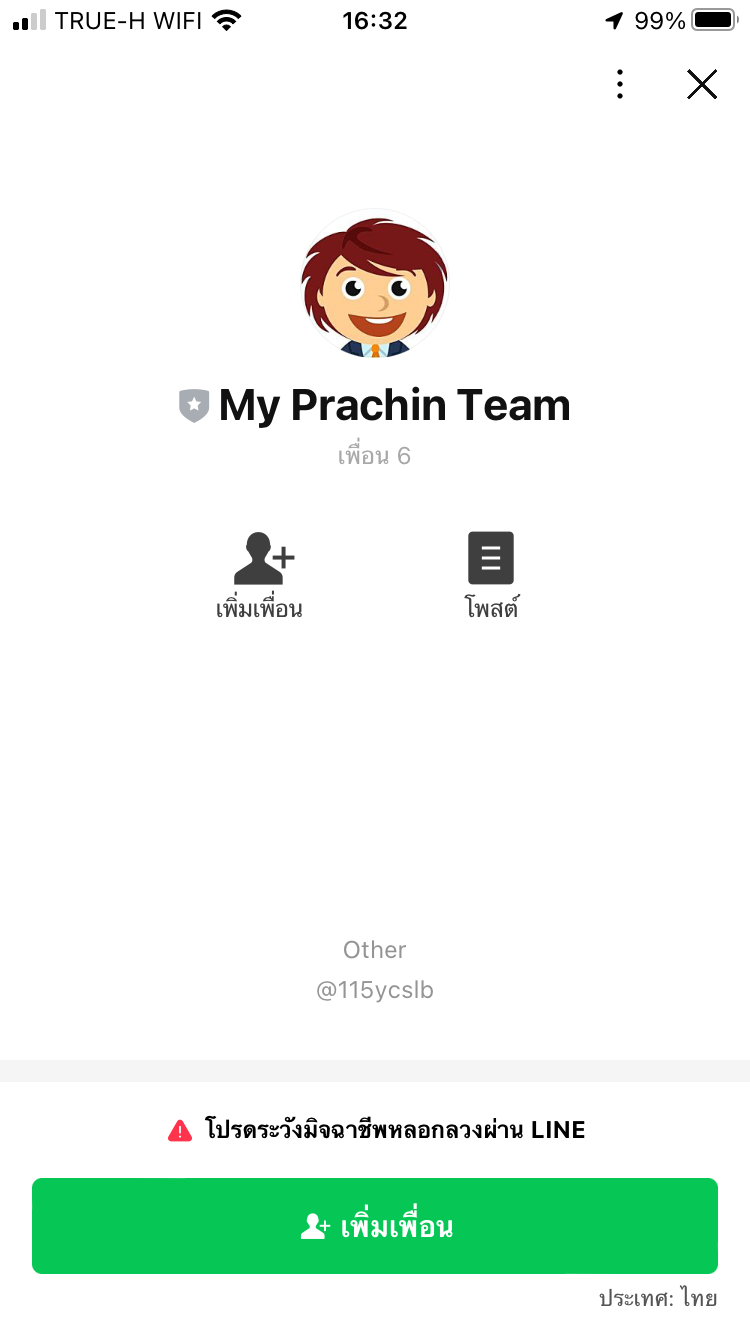 TRUE-H WIFI 16:32 99%
My Prachin Team
เพื่อน 6
เพิ่มเพื่อน โพสต์
Other
@115ycslb
โปรดระวังมิจฉาชีพหลอกลวงผ่าน LINE
เพิ่มเพื่อน
ประเทศ: ไทย